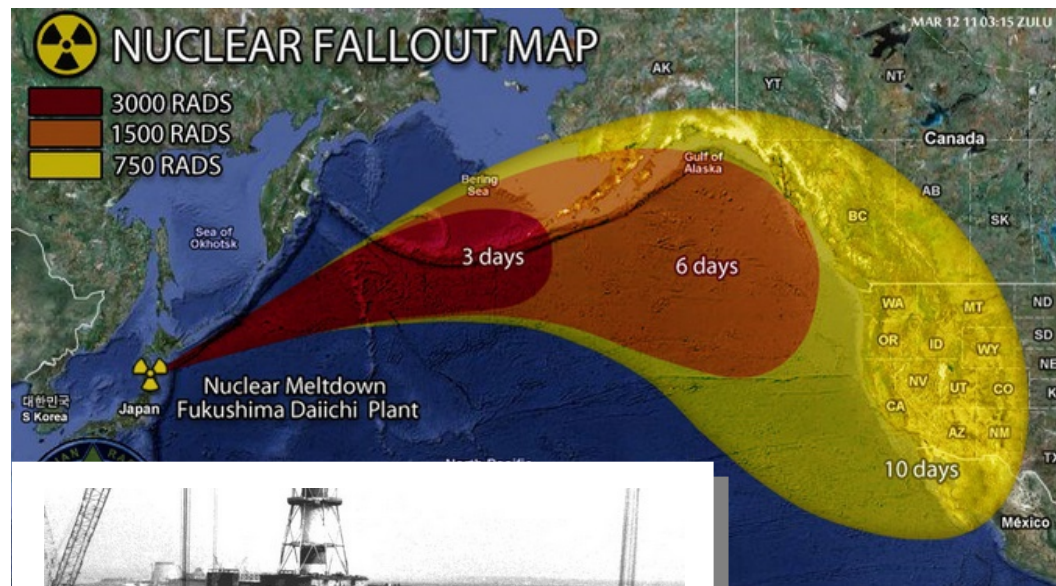 MAR 12 11 03:15 ZULU
NUCLEAR FALLOUT MAP
3000 RADS
1500 RADS
750 RADS
AK
YT
NT
Canada
Gulf of
Alaska
Bering
Sea
Sea of
Okhotsk
BC
AB
SK
3 days
6 days
WA
MT
ND
OR
ID
WY
SD
NE
NV
UT
CO
CA
AZ
NM
Nuclear Meltdown
Fukushima Daiichi Plant
대한민국
S Korea
Japan
10 days
México